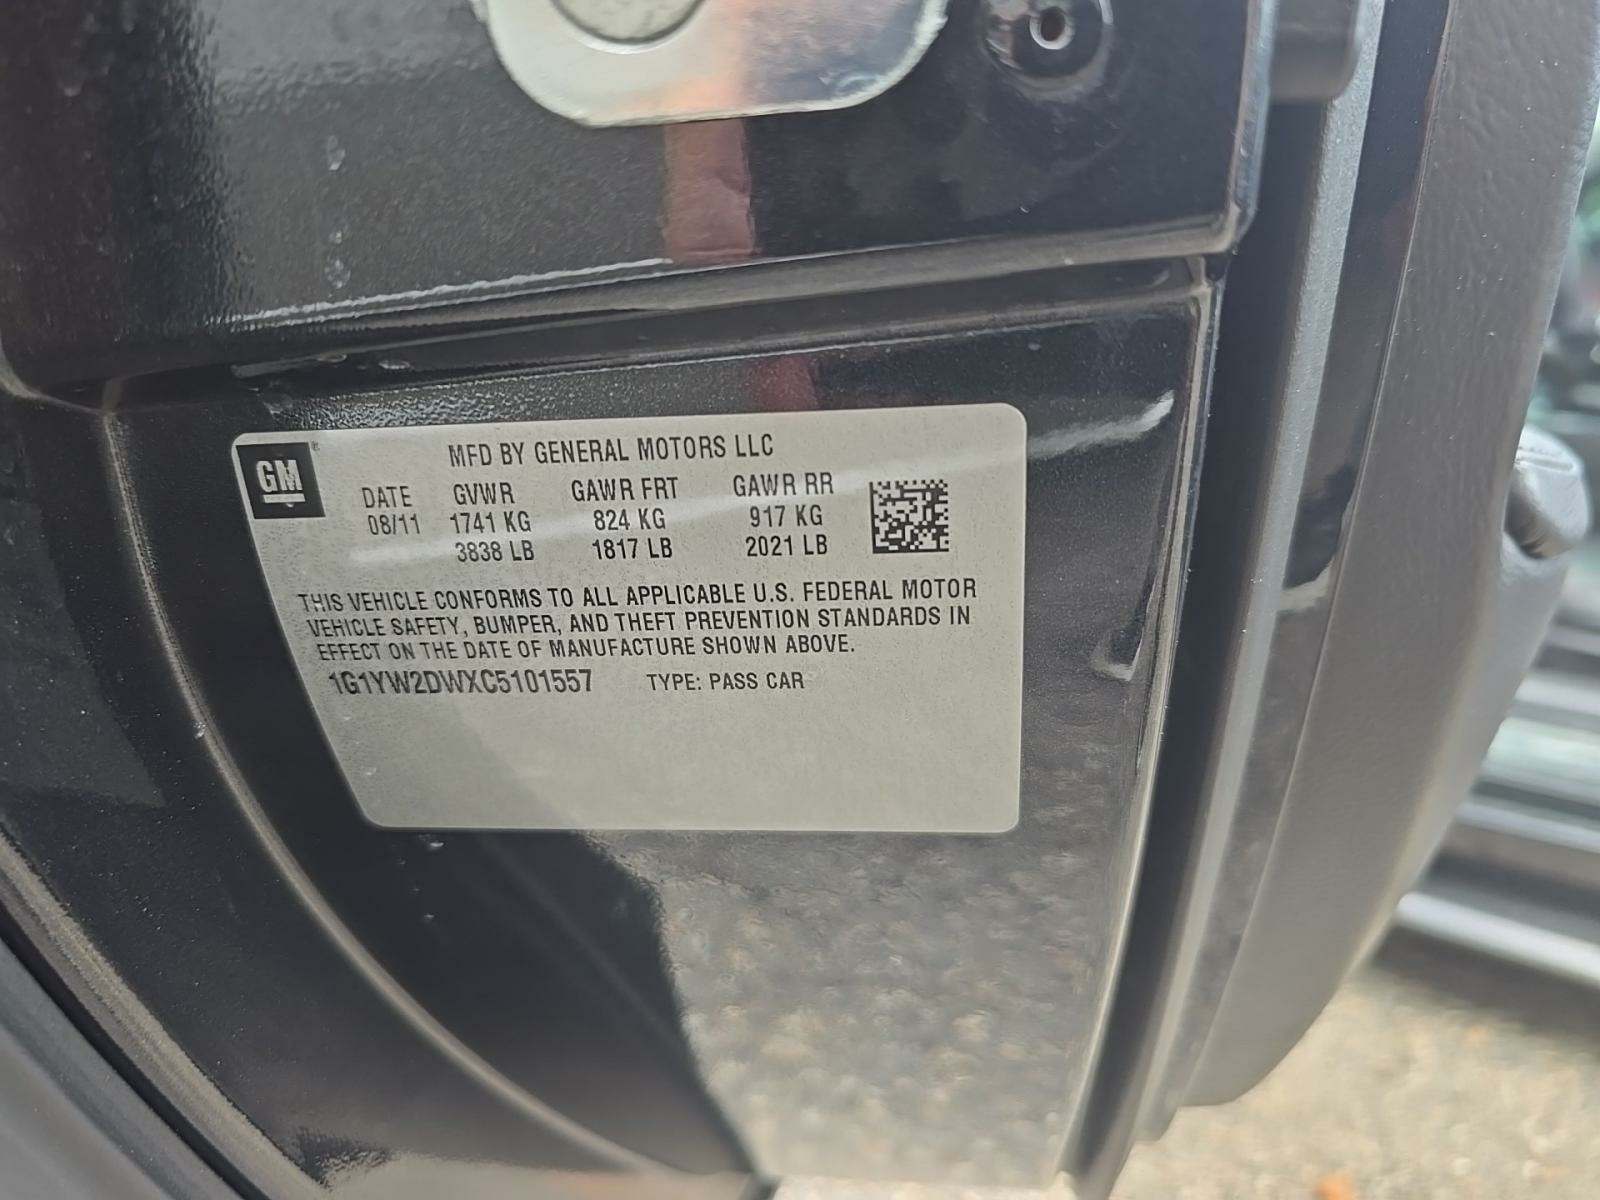 GM ®
MFD BY GENERAL MOTORS LLC
DATE GVWR GAWR FRT GAWR RR
08/11 1741 KG 824 KG 917 KG
3838 LB 1817 LB 2021 LB
THIS VEHICLE CONFORMS TO ALL APPLICABLE U.S. FEDERAL MOTOR
VEHICLE SAFETY, BUMPER, AND THEFT PREVENTION STANDARDS IN
EFFECT ON THE DATE OF MANUFACTURE SHOWN ABOVE.
1G1YW2DWXC5101557 TYPE: PASS CAR